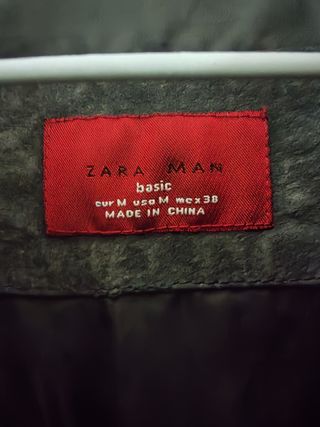 ZARA MAN
basic
eur M usa M mex 38
MADE IN CHINA